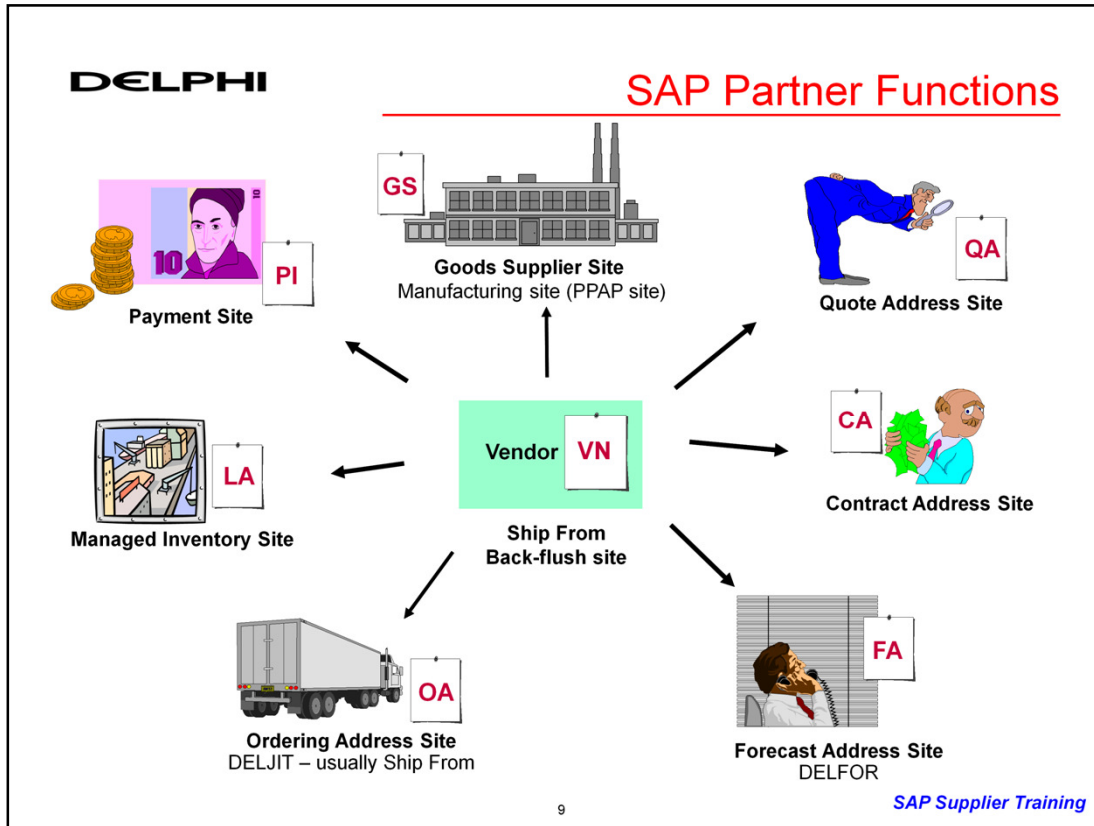 DELPHI
SAP Partner Functions
GS
10
10
PI
QA
Goods Supplier Site
Manufacturing site (PPAP site)
Payment Site
Quote Address Site
CA
Vendor
VN
LA
Contract Address Site
Managed Inventory Site
Ship From
Back-flush site
FA
OA
Ordering Address Site
DELJIT – usually Ship From
Forecast Address Site
DELFOR
9
SAP Supplier Training